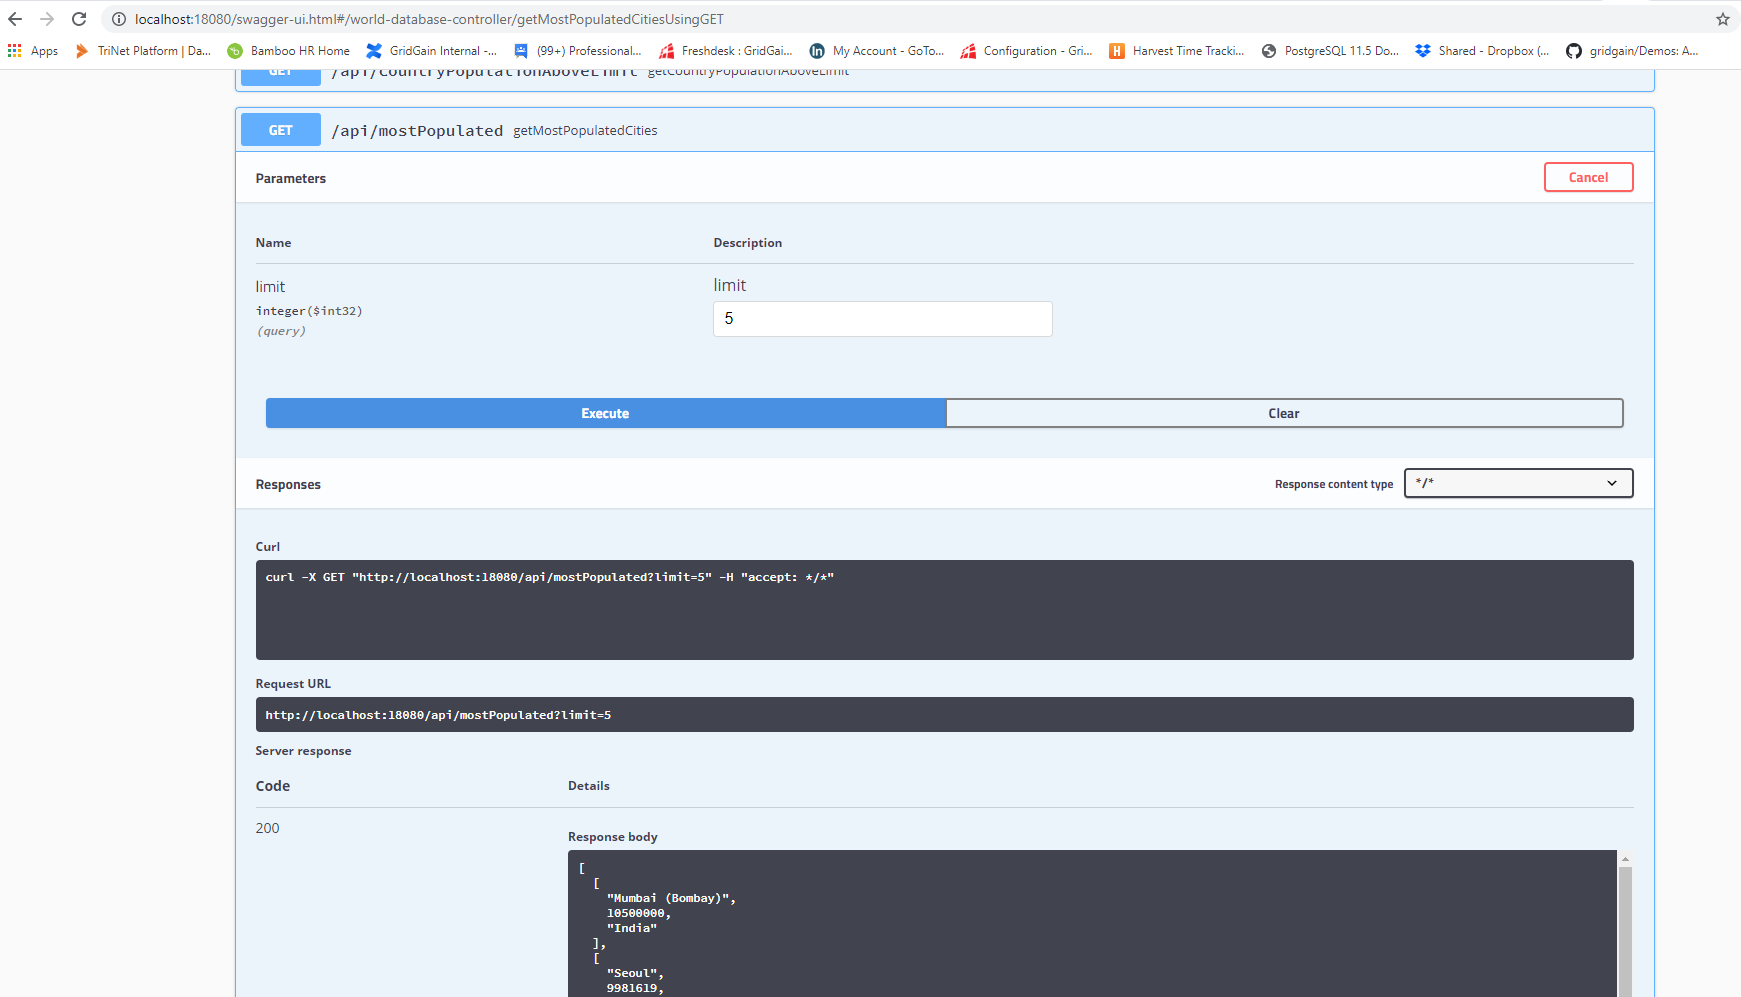 localhost:18080/swagger-ui.html#/world-database-controller/getMostPopulatedCitiesUsingGET
Apps TriNet Platform | Da... Bamboo HR Home GridGain Internal -... (99+) Professional... Freshdesk : GridGai... My Account - GoTo... Configuration - Gri... Harvest Time Tracki... PostgreSQL 11.5 Do... Shared - Dropbox (... gridgain/Demos: A...
GET /api/countryPopulationAboveLimit getCountryPopulationAboveLimit
GET /api/mostPopulated getMostPopulatedCities
Parameters Cancel
Name Description
limit limit
integer($int32)
(query)
5
Execute Clear
Responses Response content type */*
Curl
curl -X GET "http://localhost:18080/api/mostPopulated?limit=5" -H "accept: */*"
Request URL
http://localhost:18080/api/mostPopulated?limit=5
Server response
Code Details
200
Response body
[
[
"Mumbai (Bombay)",
10500000,
"India"
],
[
"Seoul",
9981619,